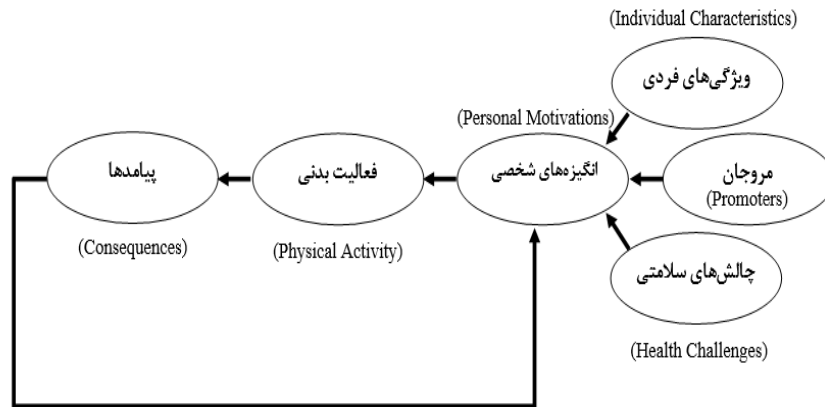 (Individual Characteristics)
ویژگی‌های فردی
(Personal Motivations)
انگیزه‌های شخصی
مروجان
(Promoters)
فعالیت بدنی
(Physical Activity)
پیامدها
(Consequences)
چالش‌های سلامتی
(Health Challenges)